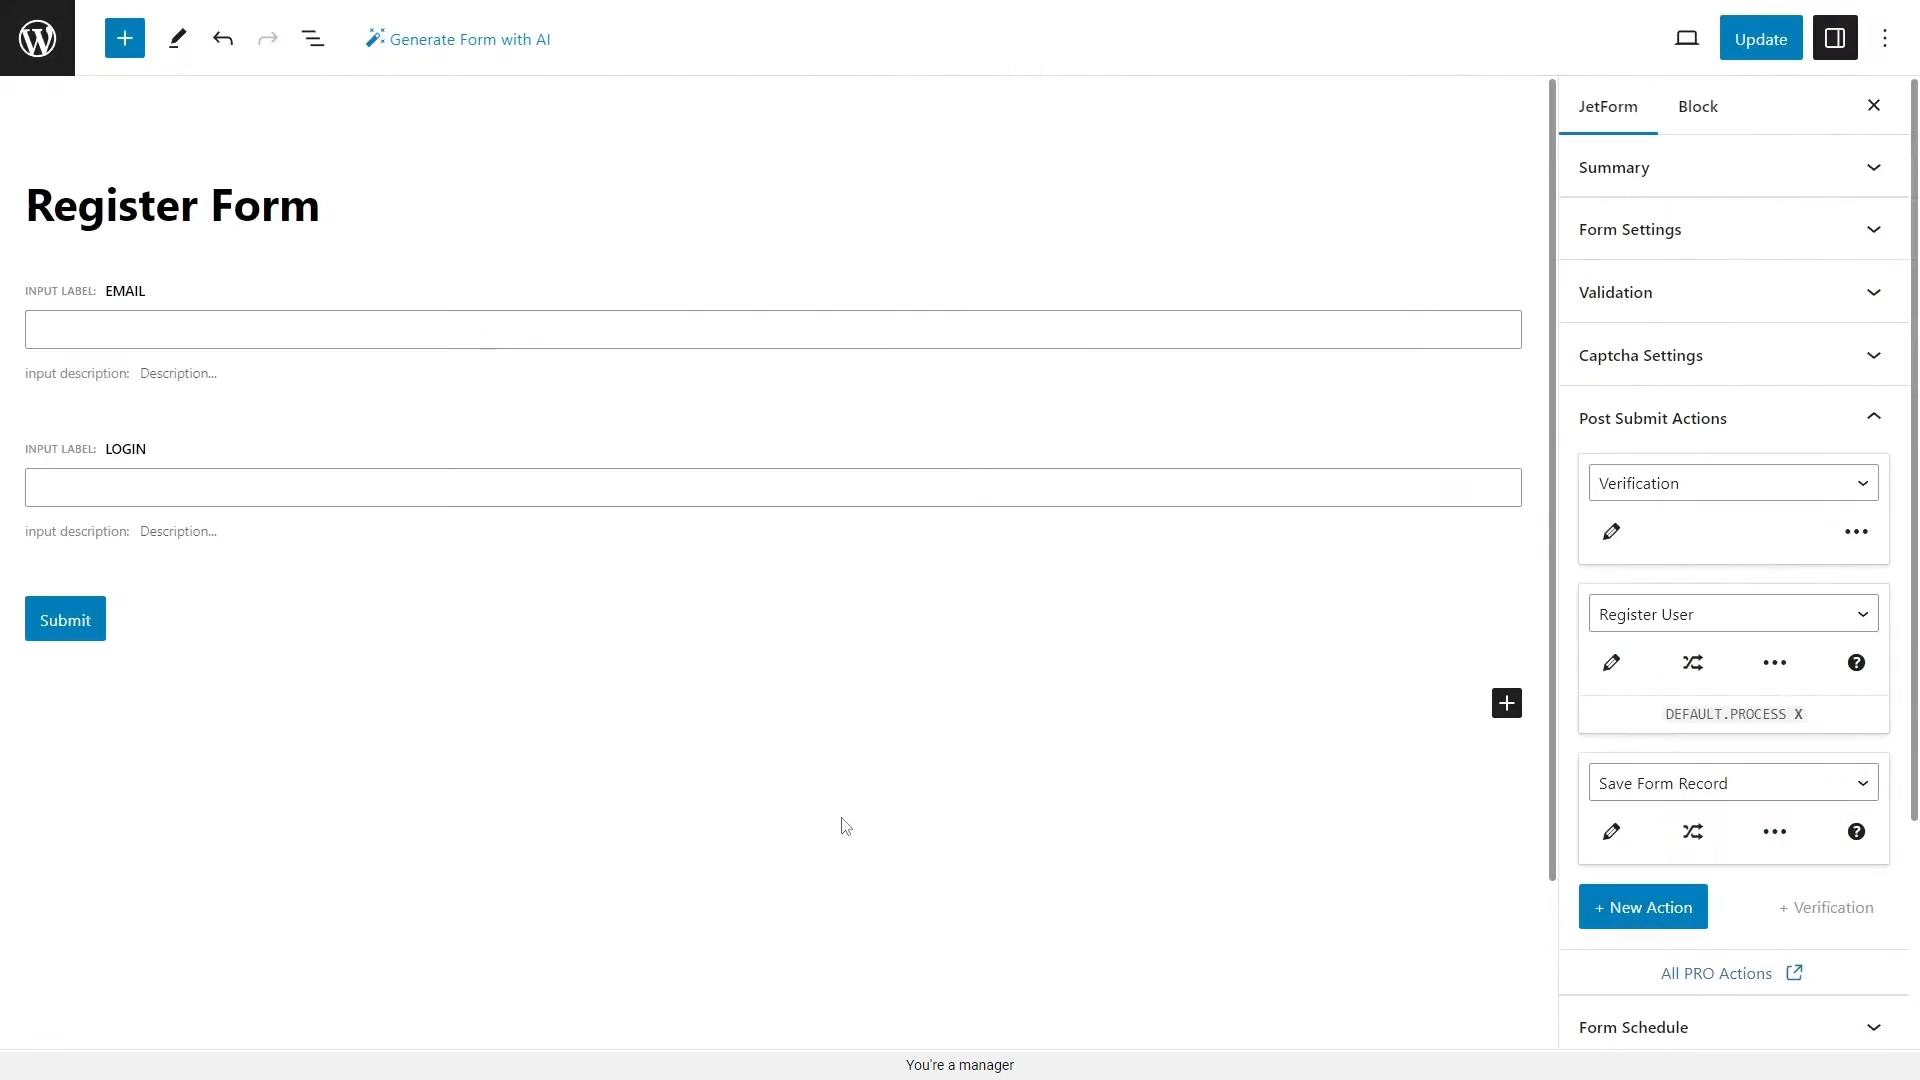 Generate Form with AI
Update
JetForm Block
Summary
Form Settings
Validation
Captcha Settings
Post Submit Actions
Verification
Register User
DEFAULT.PROCESS X
Save Form Record
+ New Action + Verification
All PRO Actions
Form Schedule
Register Form
INPUT LABEL: EMAIL
input description: Description...
INPUT LABEL: LOGIN
input description: Description...
Submit
You're a manager